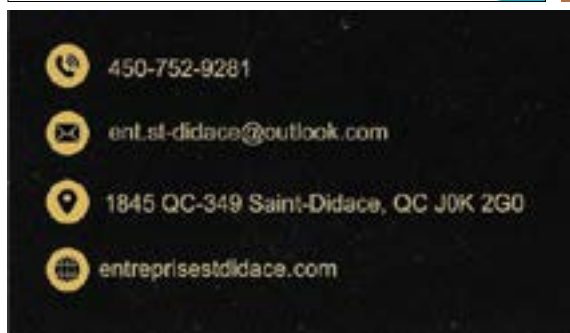 450-752-9281
ent.st-didace@outlook.com
1845 QC-349 Saint-Didace, QC J0K 2G0
entreprisestdidace.com